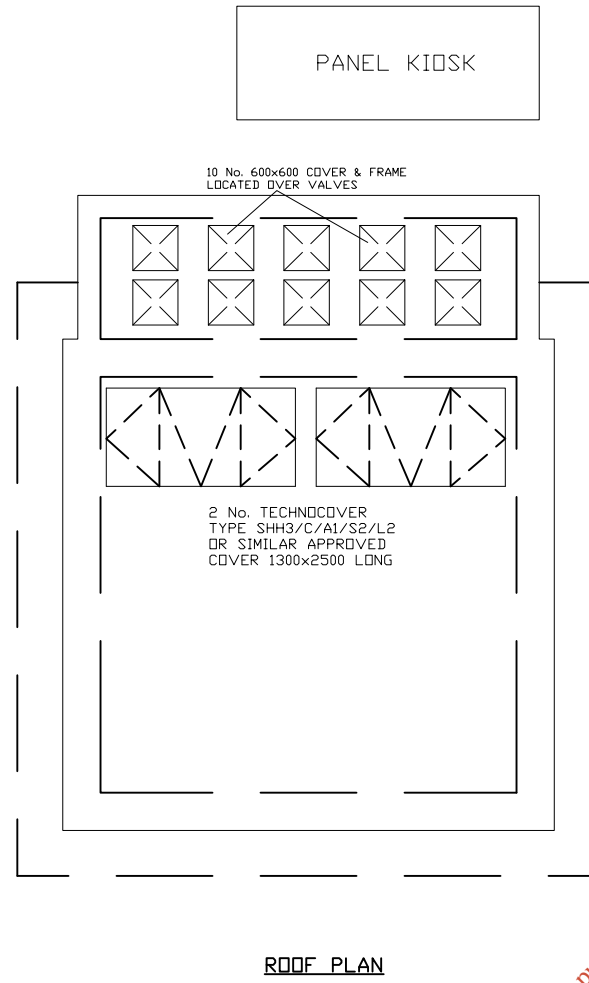 PANEL KIOSK
10 No. 600x600 COVER & FRAME
LOCATED OVER VALVES
2 No. TECHNOCOVER
TYPE SHH3/C/A1/S2/L2
OR SIMILAR APPROVED
COVER 1300x2500 LONG
ROOF PLAN